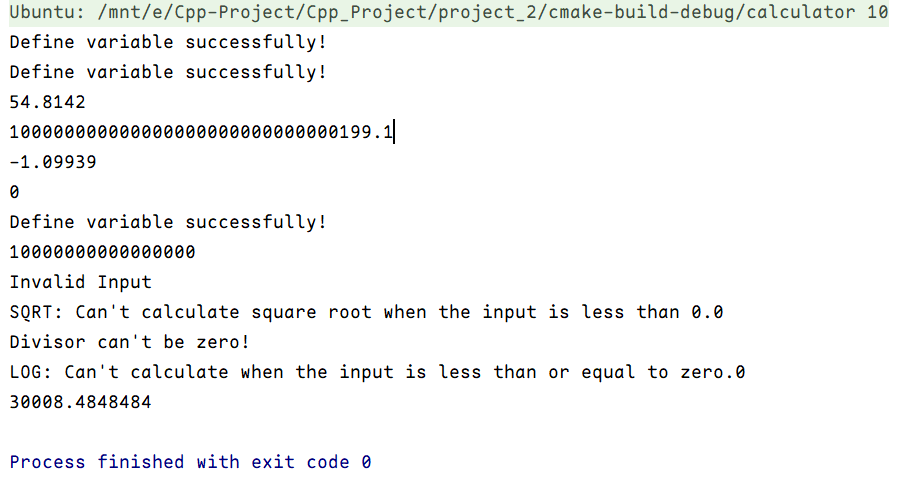 Ubuntu: /mnt/e/Cpp-Project/Cpp_Project/project_2/cmake-build-debug/calculator 10
Define variable successfully!
Define variable successfully!
54.8142
100000000000000000000000000000199.1
-1.09939
0
Define variable successfully!
10000000000000000
Invalid Input
SQRT: Can't calculate square root when the input is less than 0.0
Divisor can't be zero!
LOG: Can't calculate when the input is less than or equal to zero.0
30008.4848484
Process finished with exit code 0